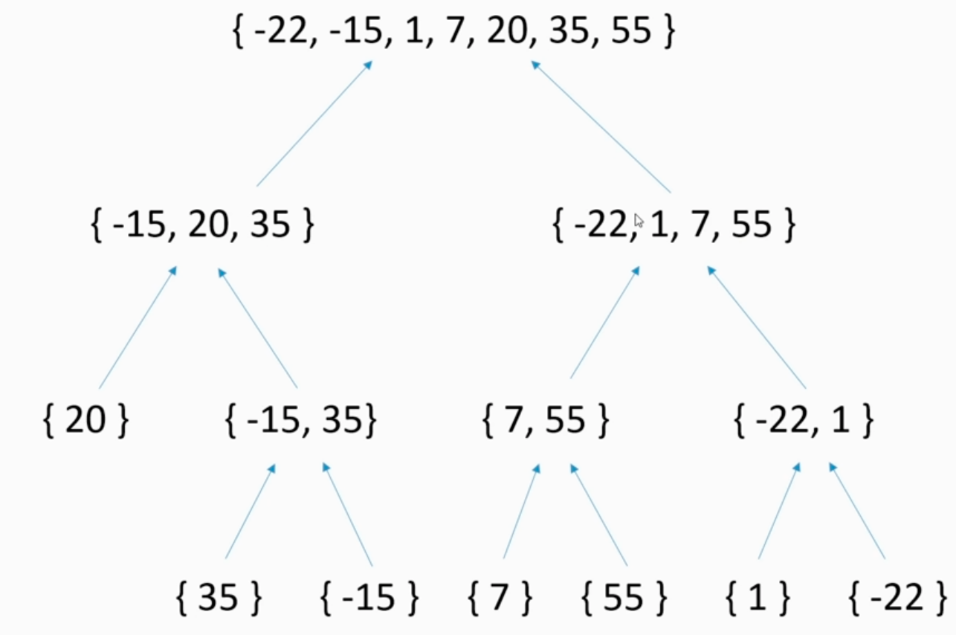 { -22, -15, 1, 7, 20, 35, 55 }
{ -15, 20, 35 } { -22, 1, 7, 55 }
{ 20 } { -15, 35} { 7, 55 } { -22, 1 }
{ 35 } { -15 } { 7 } { 55 } { 1 } { -22 }